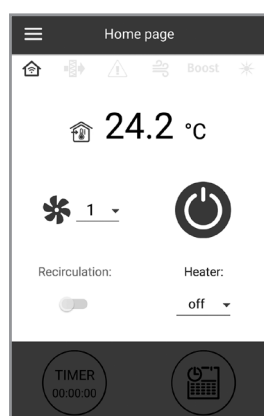 Home page
Boost
24.2 °C
1
Recirculation:
Heater:
off
TIMER
00:00:00